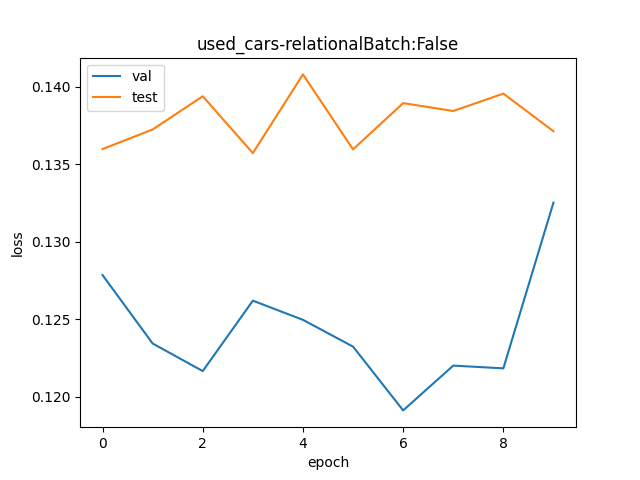 used_cars-relationalBatch:False
val
test
loss
0.140
0.135
0.130
0.125
0.120
0 2 4 6 8
epoch